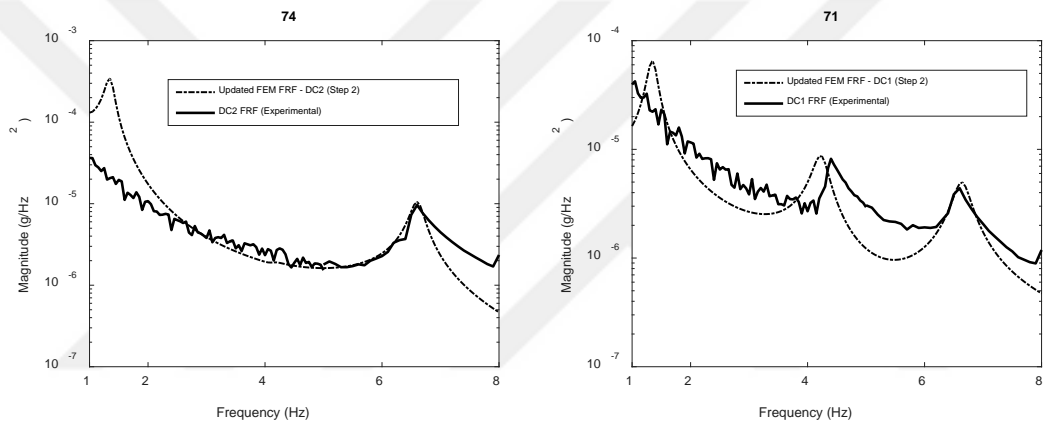 74
10 -3
10 -4
10 -5
10 -6
10 -7
Magnitude (g/Hz 2 )
Updated FEM FRF - DC2 (Step 2)
DC2 FRF (Experimental)
1 2 4 6 8
Frequency (Hz)
71
10 -4
10 -5
10 -6
10 -7
Magnitude (g/Hz 2 )
Updated FEM FRF - DC1 (Step 2)
DC1 FRF (Experimental)
1 2 4 6 8
Frequency (Hz)